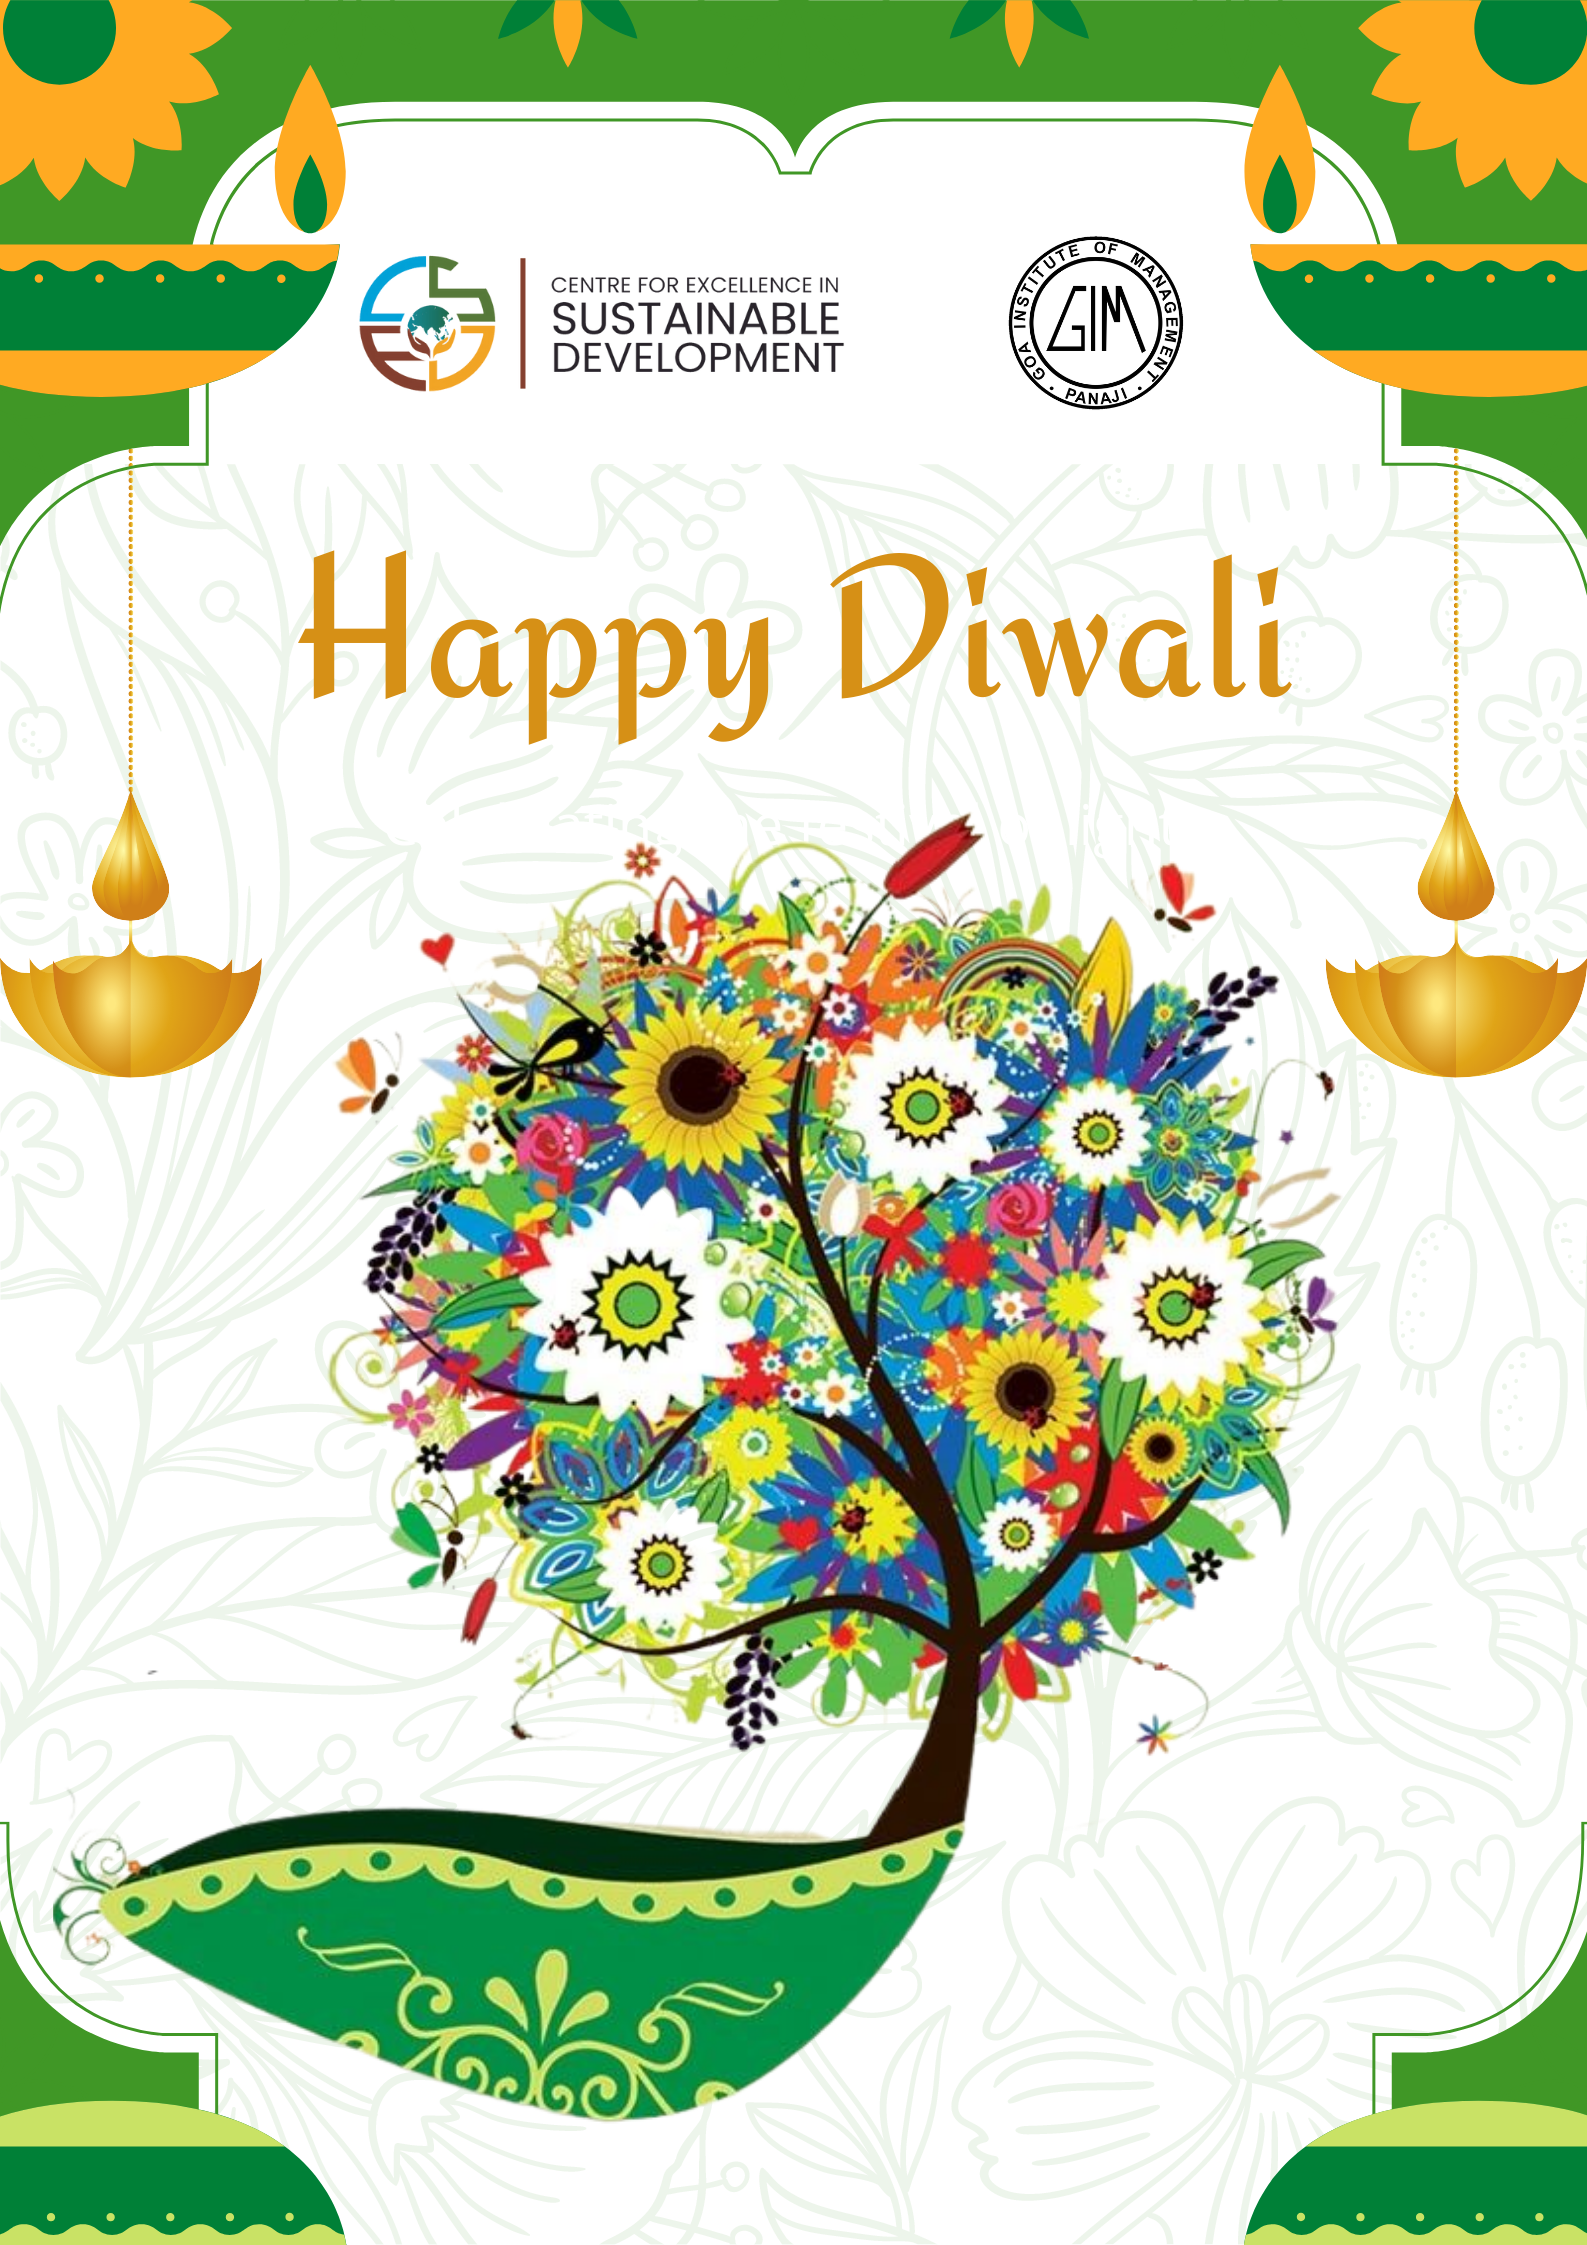 CENTRE FOR EXCELLENCE IN
SUSTAINABLE
DEVELOPMENT
GOA INSTITUTE OF MANAGEMENT
GIM
PANAJI
Happy Diwali